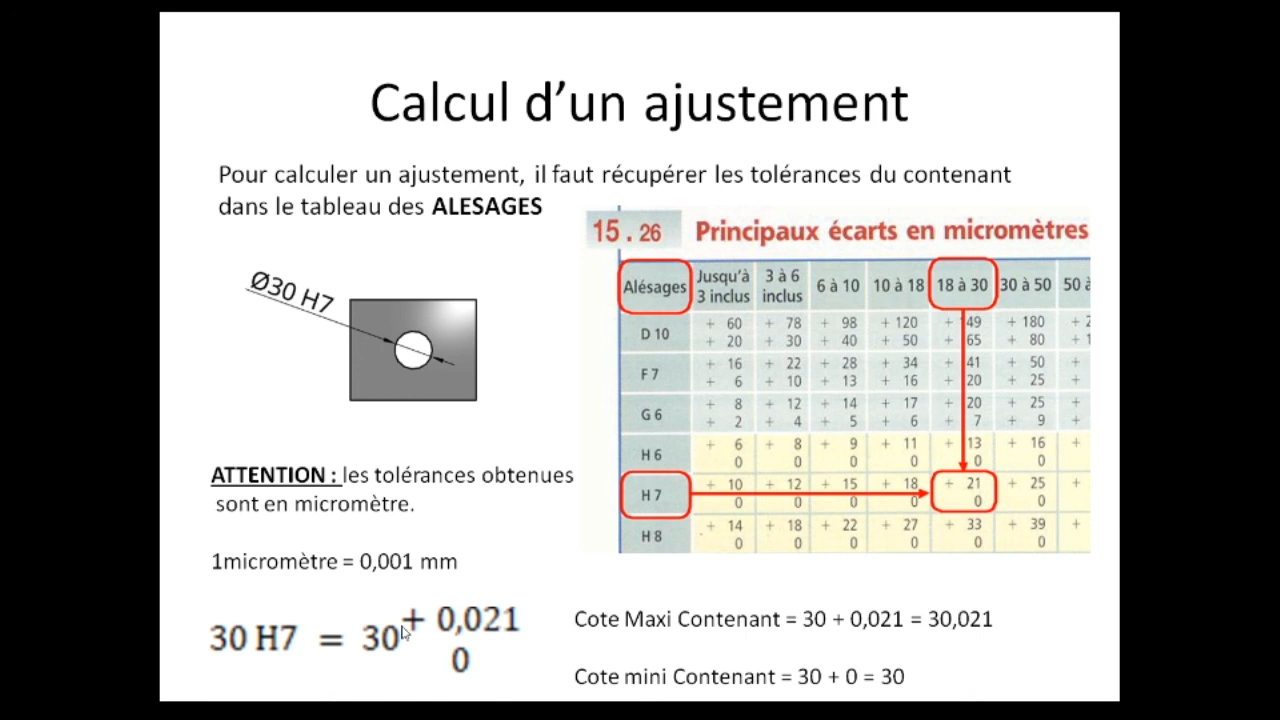 Calcul d’un ajustement
Pour calculer un ajustement, il faut récupérer les tolérances du contenant
dans le tableau des ALESAGES
15 . 26 Principaux écarts en micromètres
Alésages Jusqu'à 3 inclus 3 à 6 inclus 6 à 10 10 à 18 18 à 30 30 à 50 50 à
D 10 + 60 + 78 + 98 + 120 + 49 + 180 + 2
+ 20 + 30 + 40 + 50 + 65 + 80 + 1
F 7 + 16 + 22 + 28 + 34 + 41 + 50 +
+ 6 + 10 + 13 + 16 + 20 + 25 +
G 6 + 8 + 12 + 14 + 17 + 20 + 25 +
+ 2 + 4 + 5 + 6 + 7 + 9 +
H 6 + 6 + 8 + 9 + 11 + 13 + 16 +
0 0 0 0 0 0
H 7 + 10 + 12 + 15 + 18 + 21 + 25 +
0 0 0 0 0 0
H 8 + 14 + 18 + 22 + 27 + 33 + 39 +
0 0 0 0 0 0
Ø30 H7
ATTENTION : les tolérances obtenues
sont en micromètre.
1micromètre = 0,001 mm
30 H7 = 30 + 0,021
0
Cote Maxi Contenant = 30 + 0,021 = 30,021
Cote mini Contenant = 30 + 0 = 30